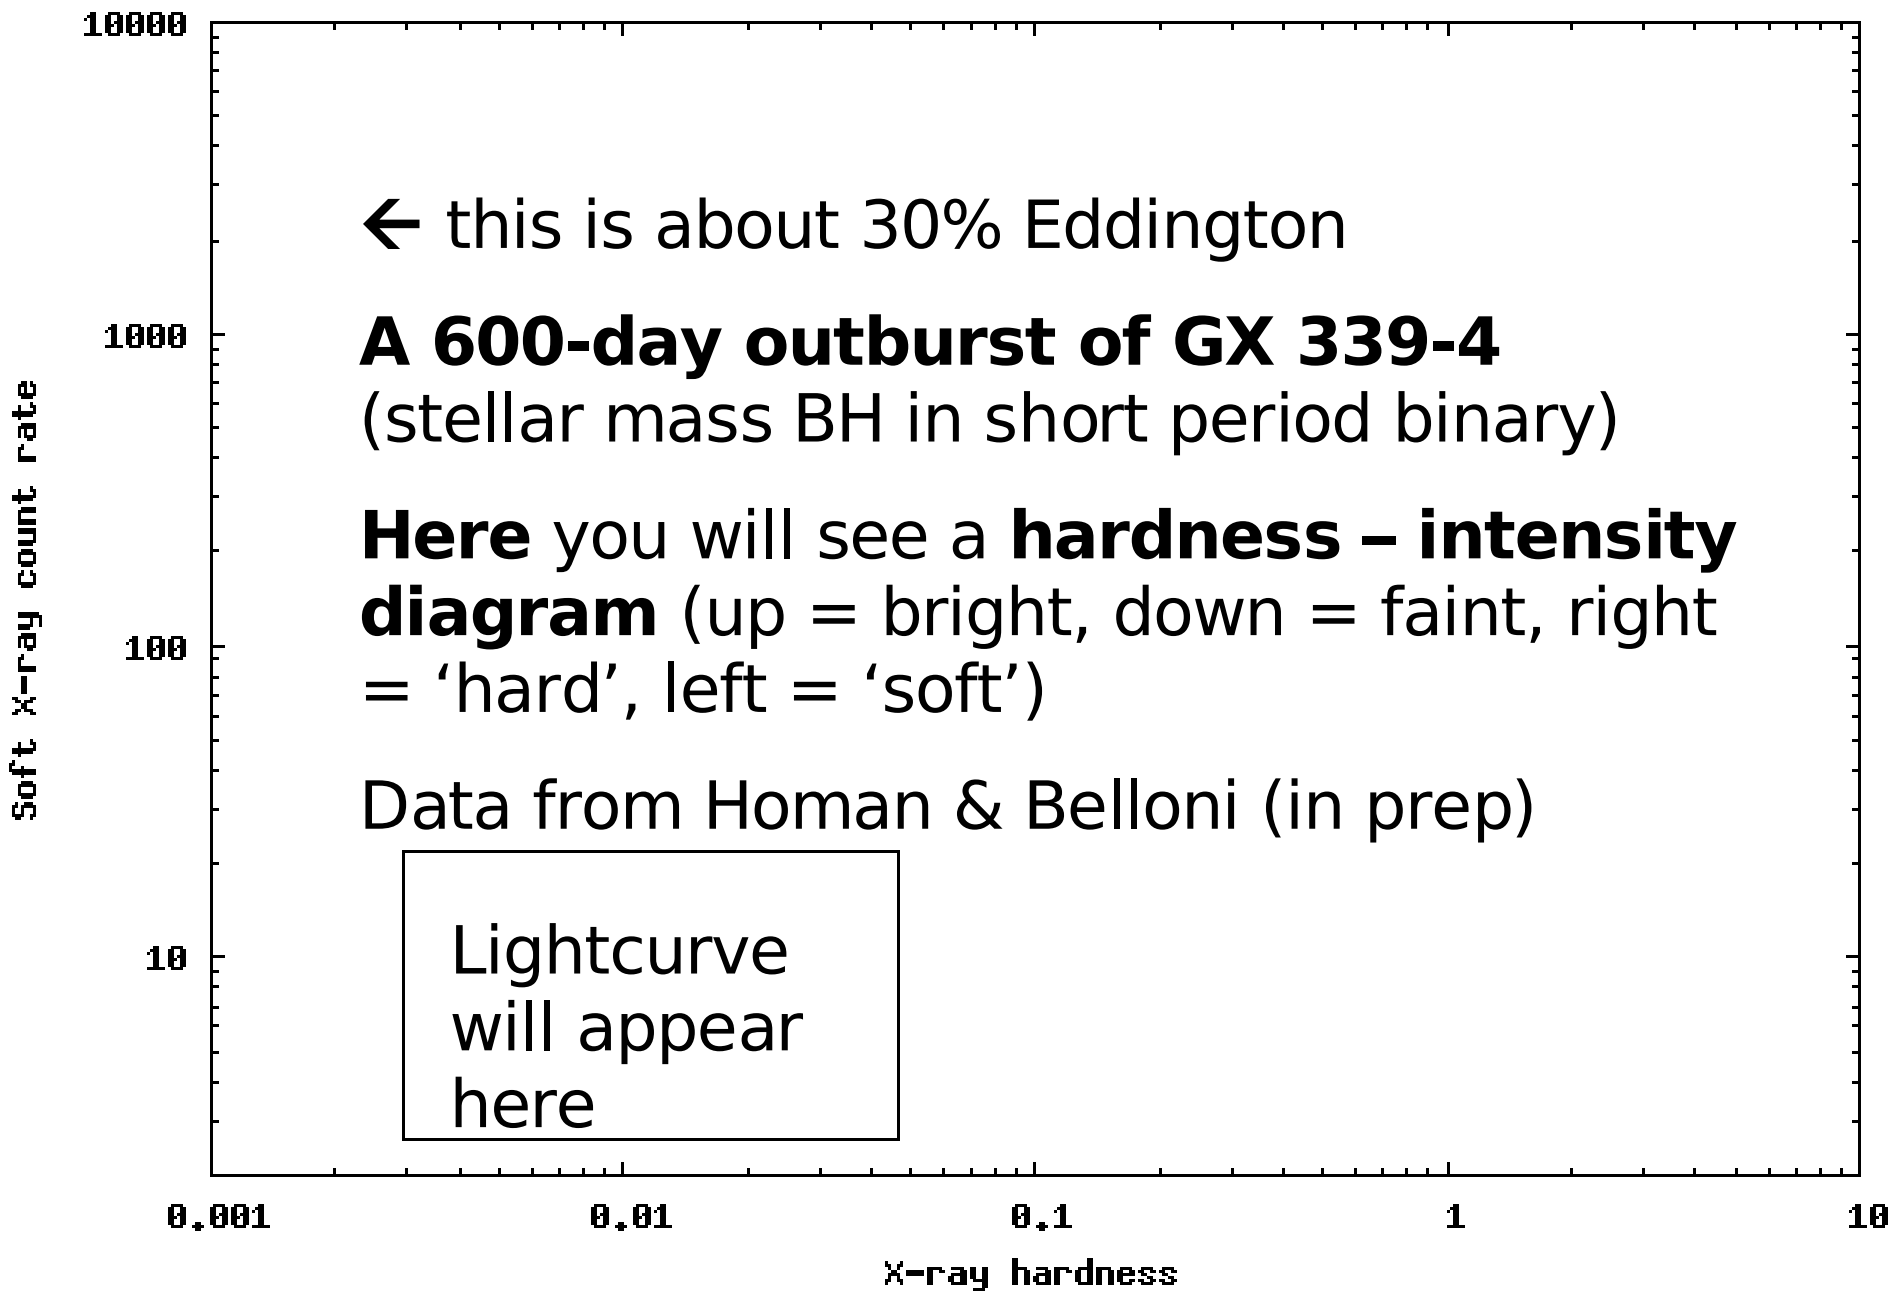 10000
← this is about 30% Eddington
A 600-day outburst of GX 339-4
1000
(stellar mass BH in short period binary)
Soft X-ray count rate
Here you will see a hardness – intensity
diagram (up = bright, down = faint, right
100
= ‘hard’, left = ‘soft’)
Data from Homan & Belloni (in prep)
10
Lightcurve
will appear
here
0.001 0.01 0.1 1 10
X-ray hardness